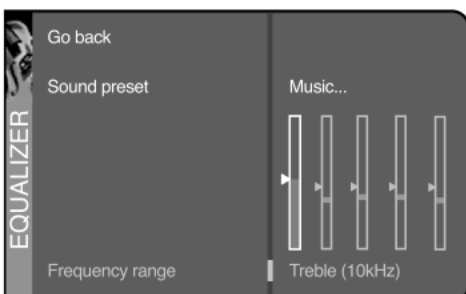 EQUALIZER
Go back
Sound preset
Music...
Frequency range
Treble (10kHz)